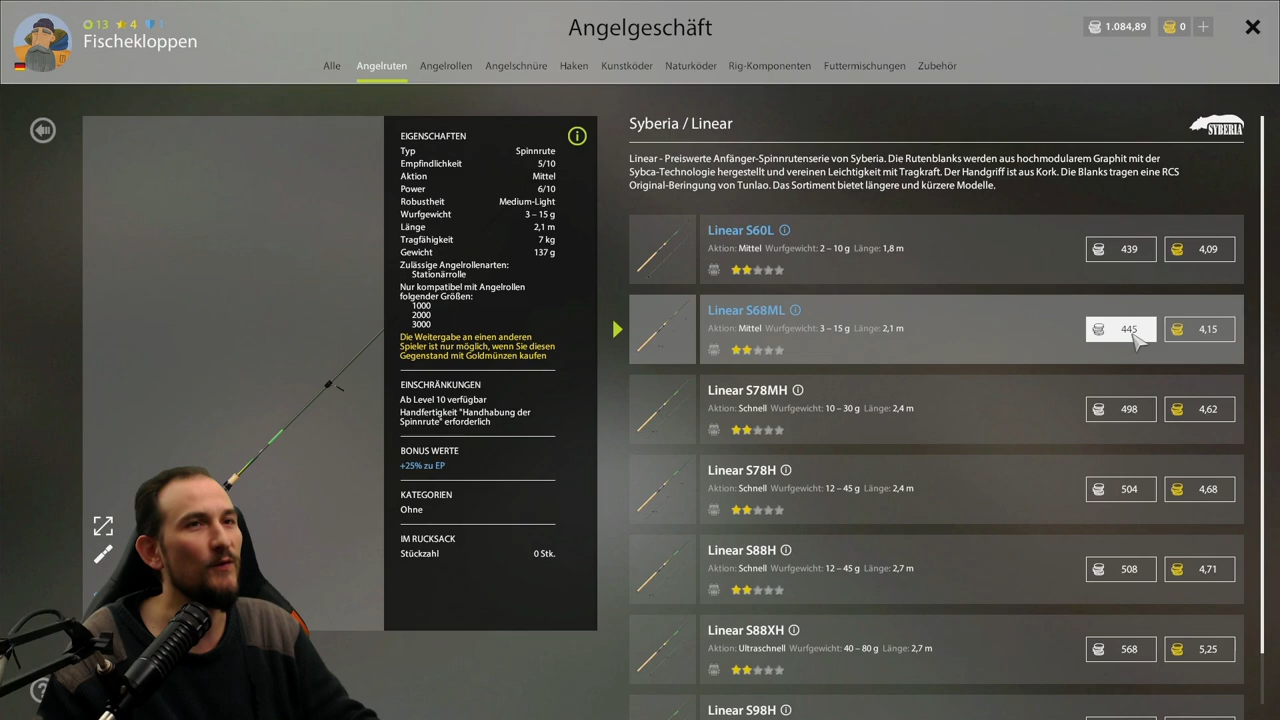 13 4 1
Fischekloppen
Angelgeschäft
1.084,89 0 +
Alle Angelruten Angelrollen Angelschnüre Haken Kunstköder Naturköder Rig-Komponenten Futtermischungen Zubehör
EIGENSCHAFTEN
Typ Spinnrute
Empfindlichkeit 5/10
Aktion Mittel
Power 6/10
Robustheit Medium-Light
Wurfgewicht 3 – 15 g
Länge 2,1 m
Tragfähigkeit 7 kg
Gewicht 137 g
Zulässige Angelrollenarten:
Stationärrolle
Nur kompatibel mit Angelrollen
folgender Größen:
1000
2000
3000
Die Weitergabe an einen anderen
Spieler ist nur möglich, wenn Sie diesen
Gegenstand mit Goldmünzen kaufen
EINSCHRÄNKUNGEN
Ab Level 10 verfügbar
Handfertigkeit "Handhabung der
Spinnrute" erforderlich
BONUS WERTE
+25% zu EP
KATEGORIEN
Ohne
IM RUCKSACK
Stückzahl 0 Stk.
Syberia / Linear
SYBERIA
Linear - Preiswerte Anfänger-Spinnrutenserie von Syberia. Die Rutenblanks werden aus hochmodularem Graphit mit der
Sybca-Technologie hergestellt und vereinen Leichtigkeit mit Tragkraft. Der Handgriff ist aus Kork. Die Blanks tragen eine RCS
Original-Beringung von Tunlao. Das Sortiment bietet längere und kürzere Modelle.
Linear S60L
Aktion: Mittel Wurfgewicht: 2 – 10 g Länge: 1,8 m
439 4,09
Linear S68ML
Aktion: Mittel Wurfgewicht: 3 – 15 g Länge: 2,1 m
445 4,15
Linear S78MH
Aktion: Schnell Wurfgewicht: 10 – 30 g Länge: 2,4 m
498 4,62
Linear S78H
Aktion: Schnell Wurfgewicht: 12 – 45 g Länge: 2,4 m
504 4,68
Linear S88H
Aktion: Schnell Wurfgewicht: 12 – 45 g Länge: 2,7 m
508 4,71
Linear S88XH
Aktion: Ultraschnell Wurfgewicht: 40 – 80 g Länge: 2,7 m
568 5,25
Linear S98H